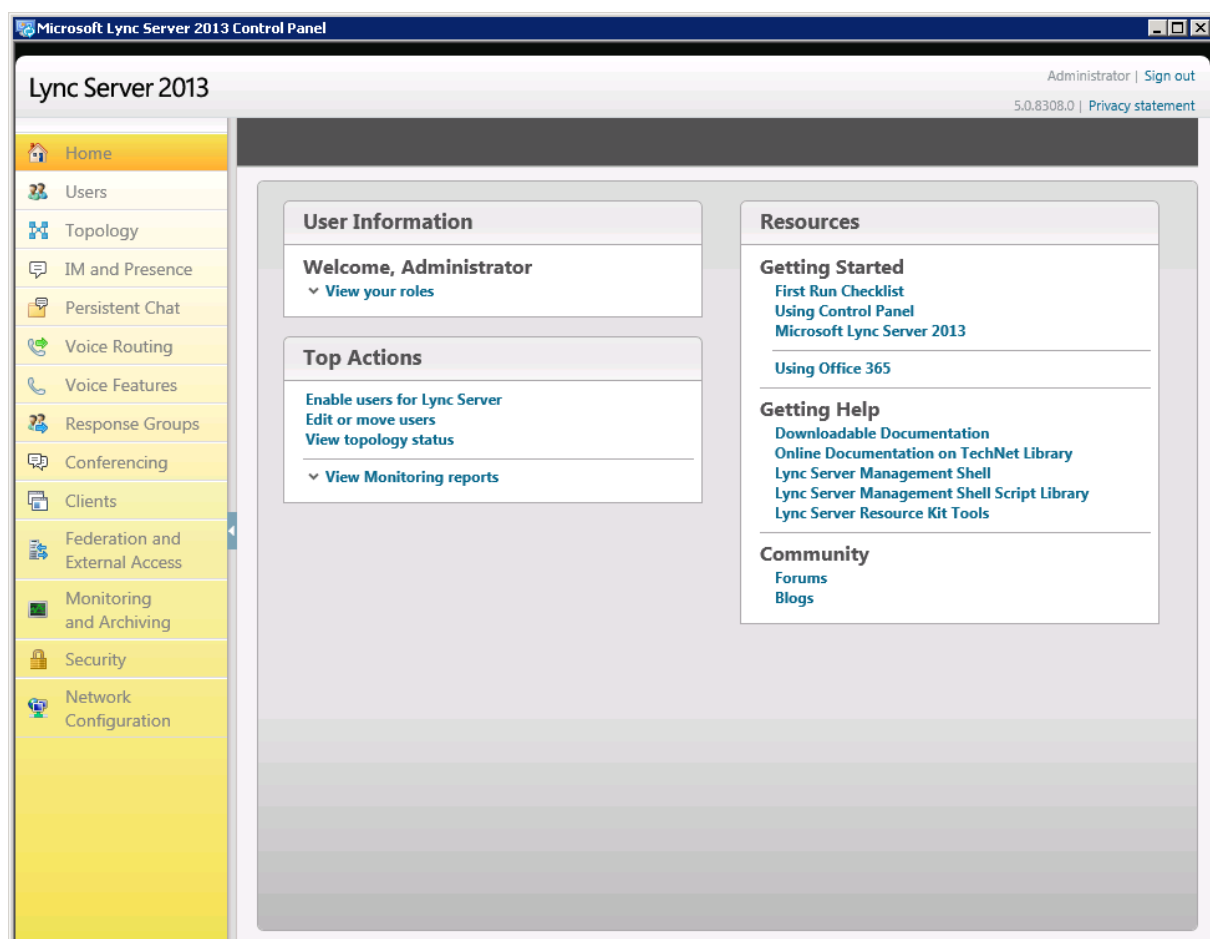 Microsoft Lync Server 2013 Control Panel
Lync Server 2013
Administrator | Sign out
5.0.8308.0 | Privacy statement
Home
Users
Topology
IM and Presence
Persistent Chat
Voice Routing
Voice Features
Response Groups
Conferencing
Clients
Federation and
External Access
Monitoring
and Archiving
Security
Network
Configuration
User Information
Welcome, Administrator
View your roles
Top Actions
Enable users for Lync Server
Edit or move users
View topology status
View Monitoring reports
Resources
Getting Started
First Run Checklist
Using Control Panel
Microsoft Lync Server 2013
Using Office 365
Getting Help
Downloadable Documentation
Online Documentation on TechNet Library
Lync Server Management Shell
Lync Server Management Shell Script Library
Lync Server Resource Kit Tools
Community
Forums
Blogs